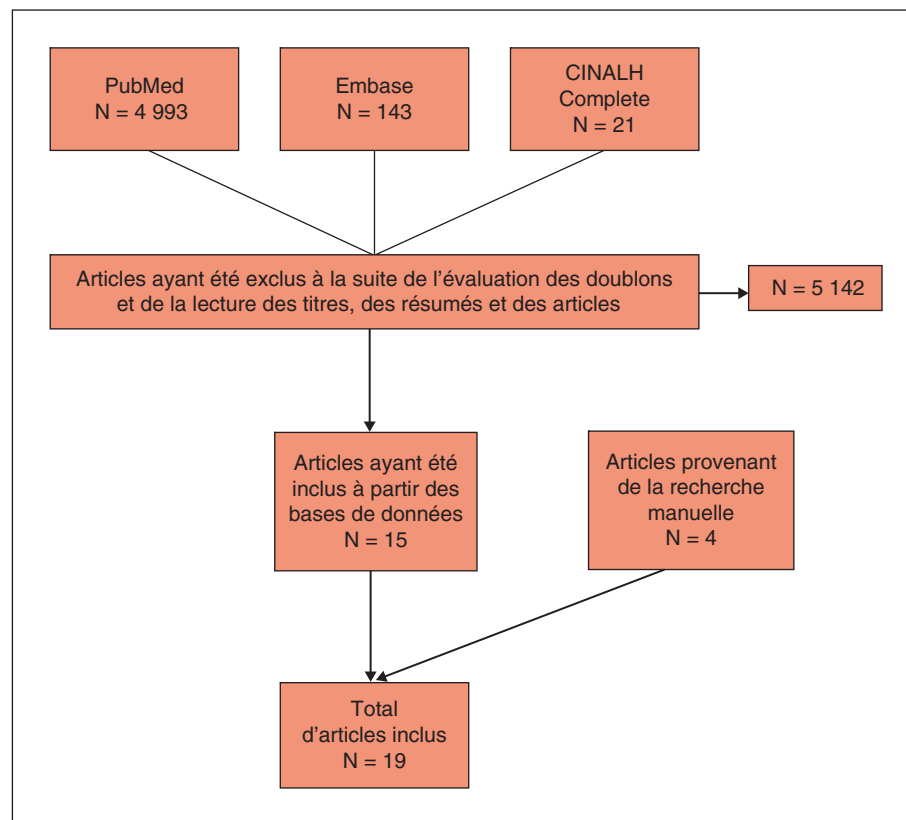 PubMed
N = 4 993
Embase
N = 143
CINALH
Complete
N = 21
Articles ayant été exclus à la suite de l’évaluation des doublons
et de la lecture des titres, des résumés et des articles
N = 5 142
Articles ayant été
inclus à partir des
bases de données
N = 15
Articles provenant
de la recherche
manuelle
N = 4
Total
d’articles inclus
N = 19